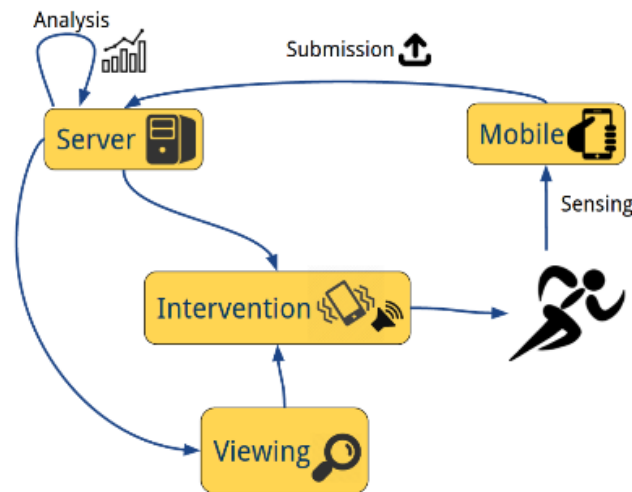 Analysis
Submission
Server
Mobile
Sensing
Intervention
Viewing